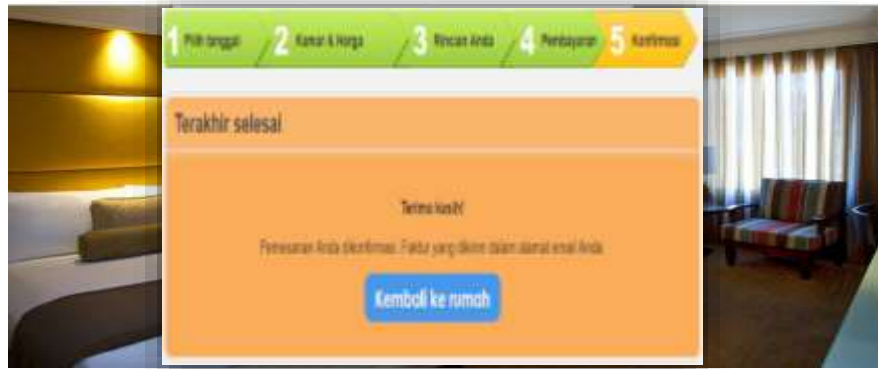 1 Pilih tanggal 2 Kamar & Harga 3 Rincian Anda 4 Pembayaran 5 Konfirmasi
Terakhir selesai
Terima kasih!
Pemesanan Anda dikonfirmasi. Faktur yang dikirim dalam alamat email Anda
Kembali ke rumah